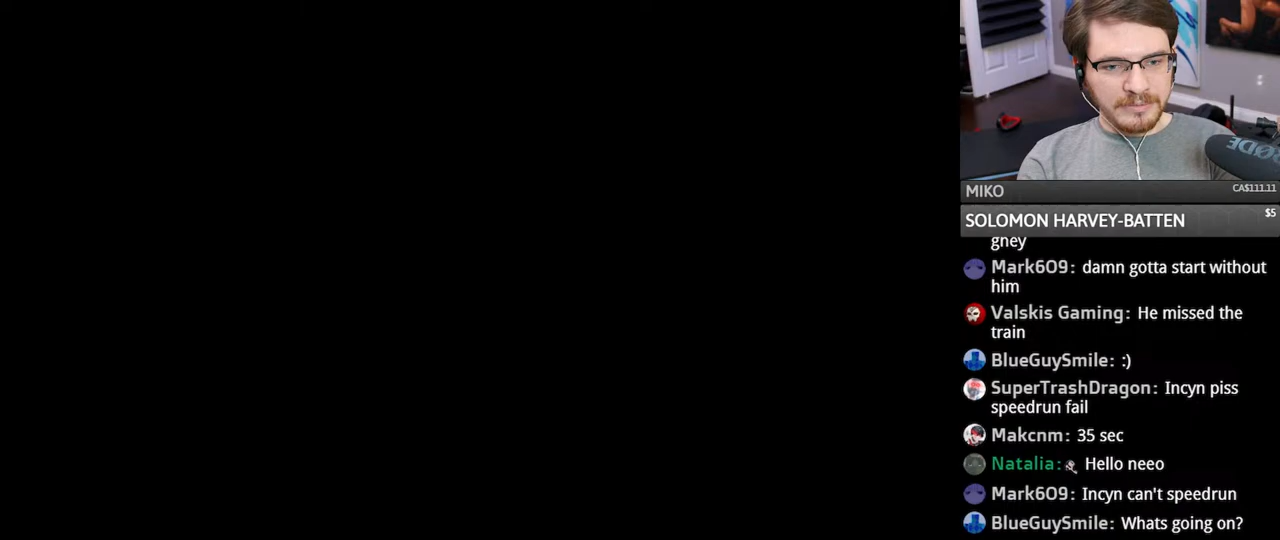 RØDE
MIKO
CA$111.11
SOLOMON HARVEY-BATTEN
$5
ghey
Mark609: damn gotta start without
him
Valskis Gaming: He missed the
train
BlueGuySmile: :)
SuperTrashDragon: Incyn piss
speedrun fail
Makcnm: 35 sec
Natalia: Hello neeo
Mark609: Incyn can't speedrun
BlueGuySmile: Whats going on?